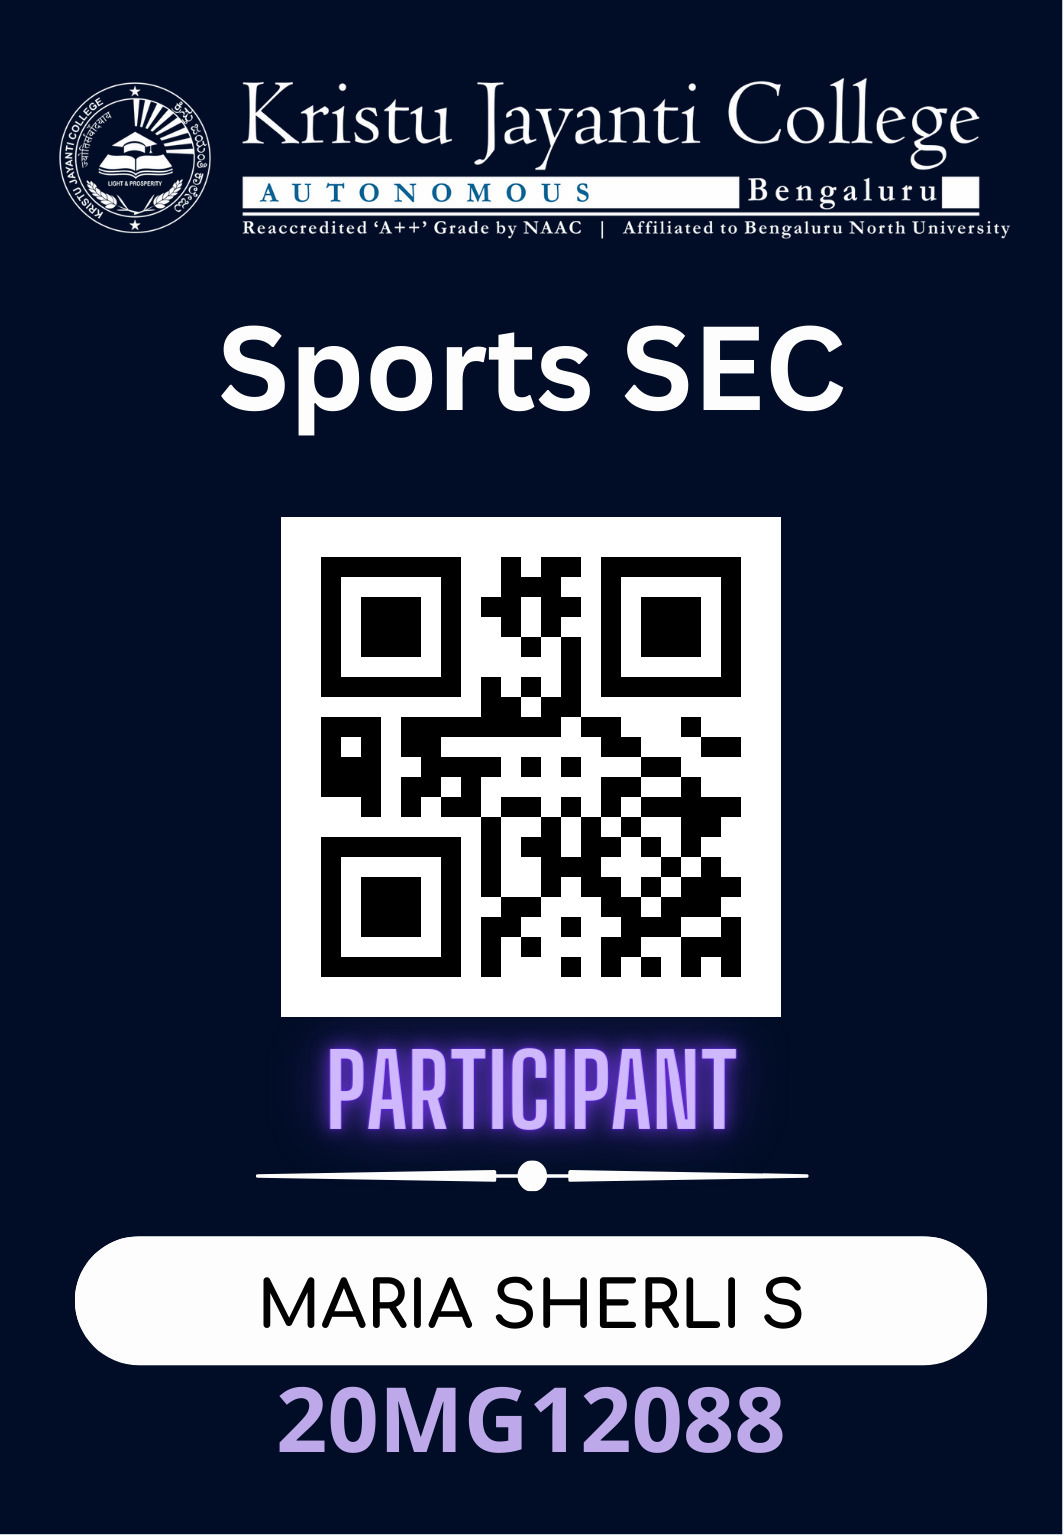 Kristu Jayanti College
AUTONOMOUS Bengaluru
Reaccredited ‘A++’ Grade by NAAC | Affiliated to Bengaluru North University
KRISTU JAYANTI COLLEGE
ಕ್ರಿಸ್ತು ಜಯಂತಿ ಕಾಲೇಜು
LIGHT & PROSPERITY
Sports SEC
PARTICIPANT
MARIA SHERLI S
20MG12088